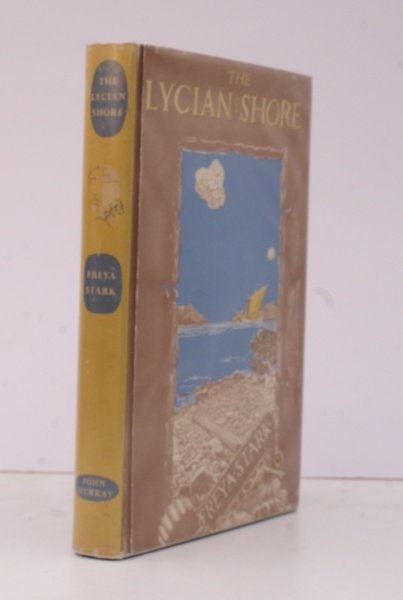 THE
LYCIAN SHORE
FREYA STARK
THE
LYCIAN
SHORE
FREYA
STARK
JOHN
MURRAY